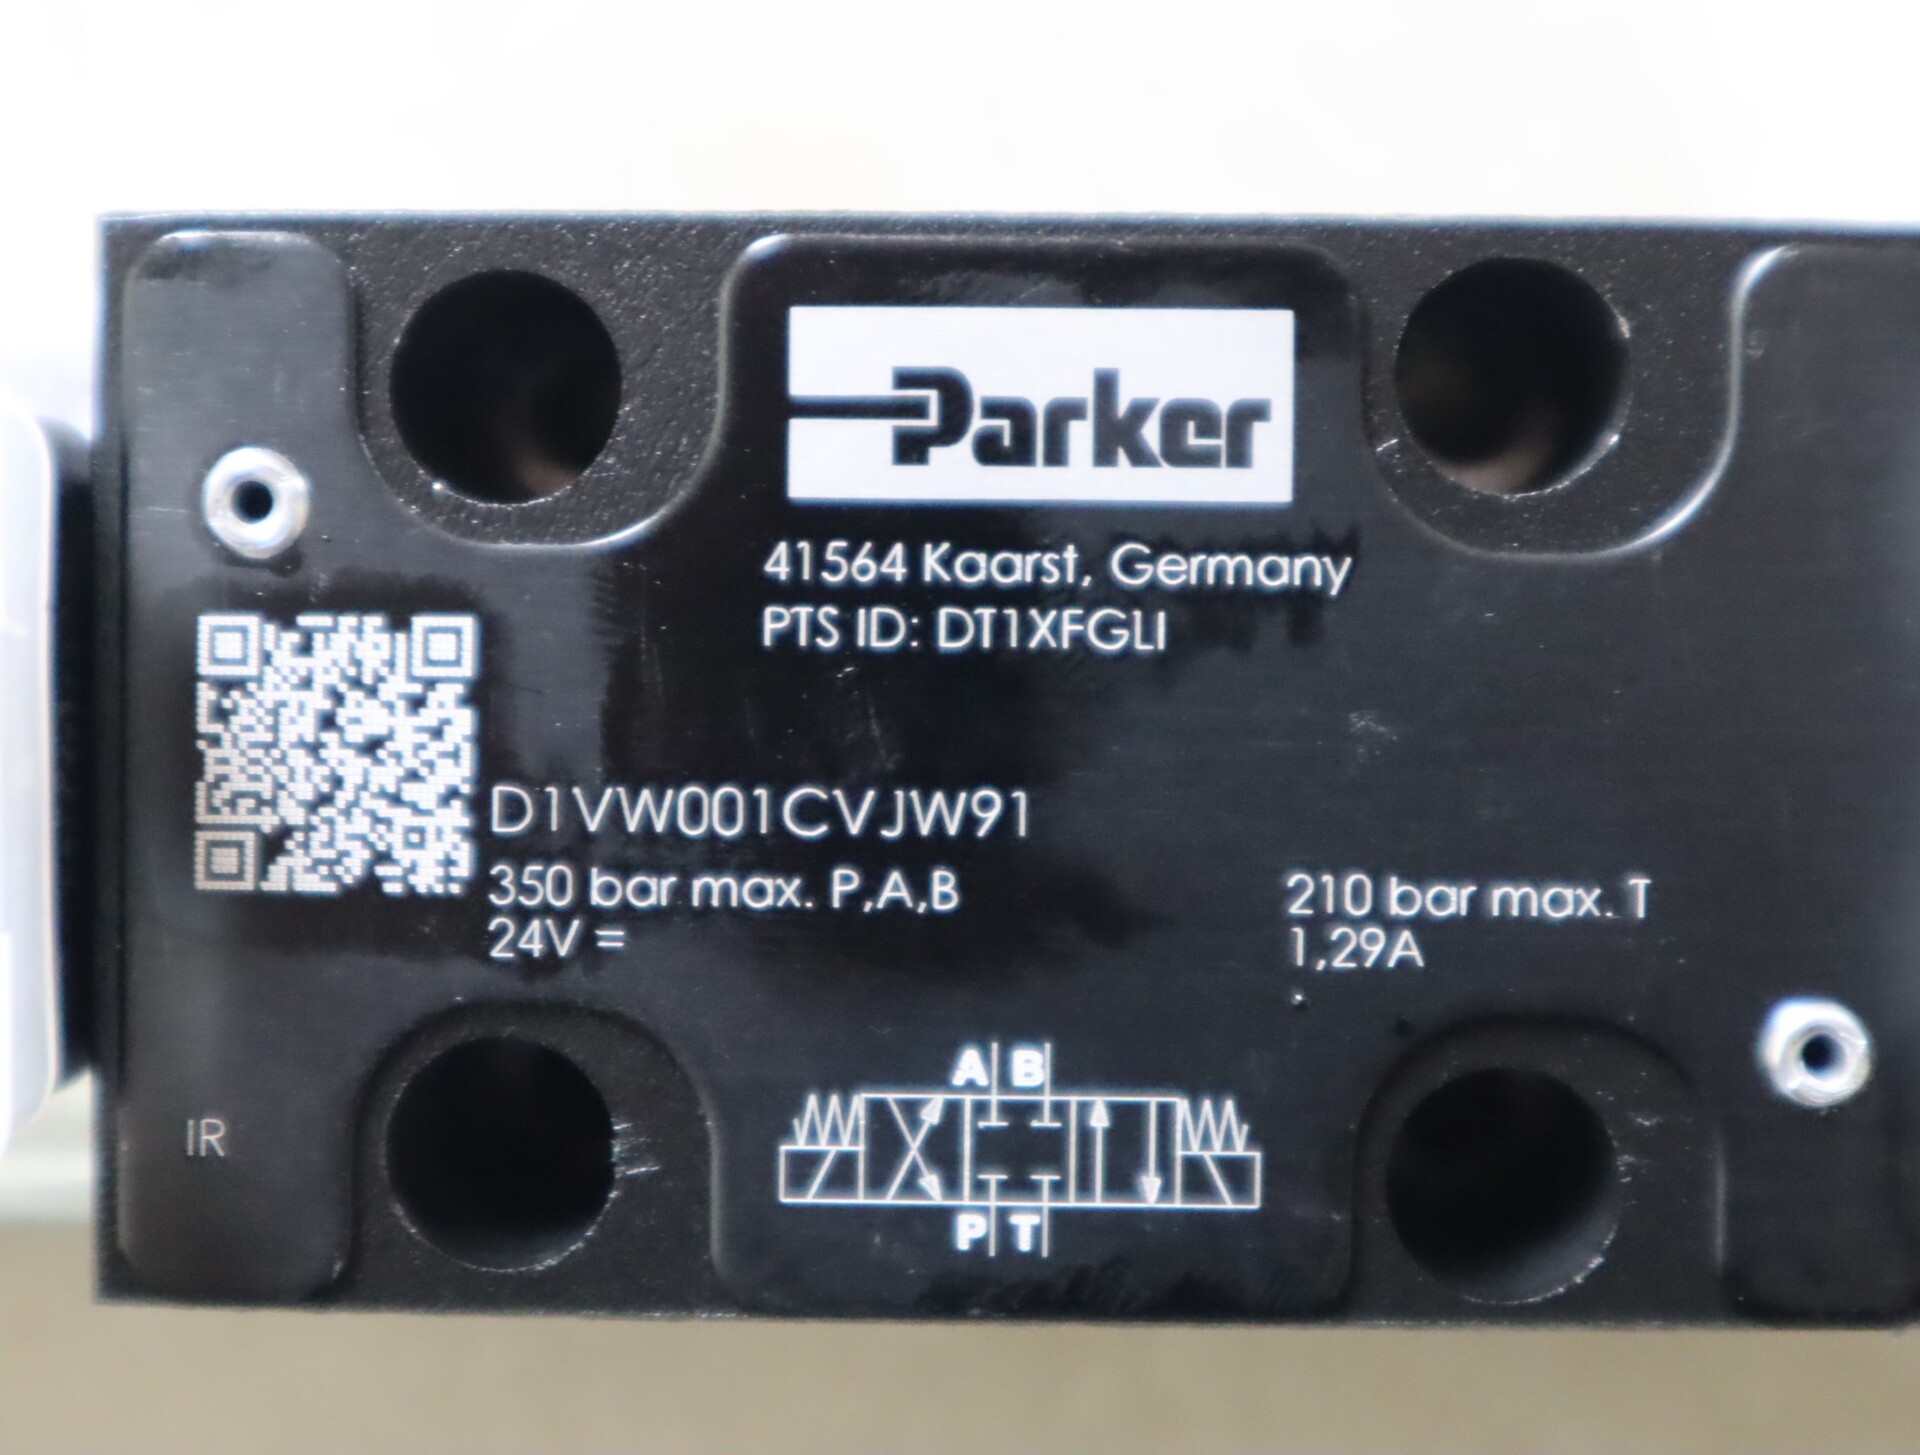 Parker
41564 Kaarst, Germany
PTS ID: DT1XFGLI
D1VW001CVJW91
350 bar max. P,A,B
210 bar max. T
24V =
1,29A
A B
IR
P T